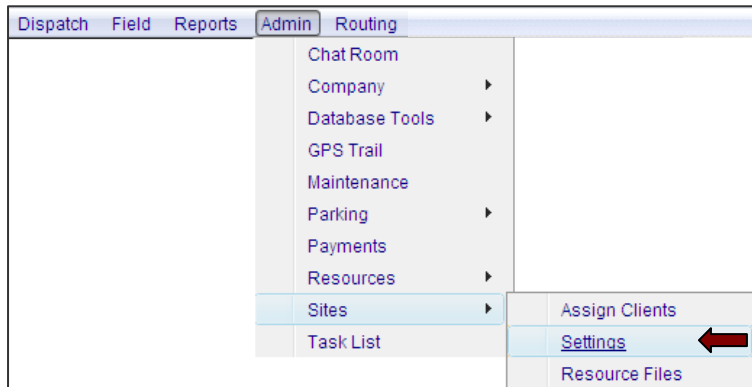 Dispatch Field Reports Admin Routing
Chat Room
Company
Database Tools
GPS Trail
Maintenance
Parking
Payments
Resources
Sites
Task List
Assign Clients
Settings
Resource Files